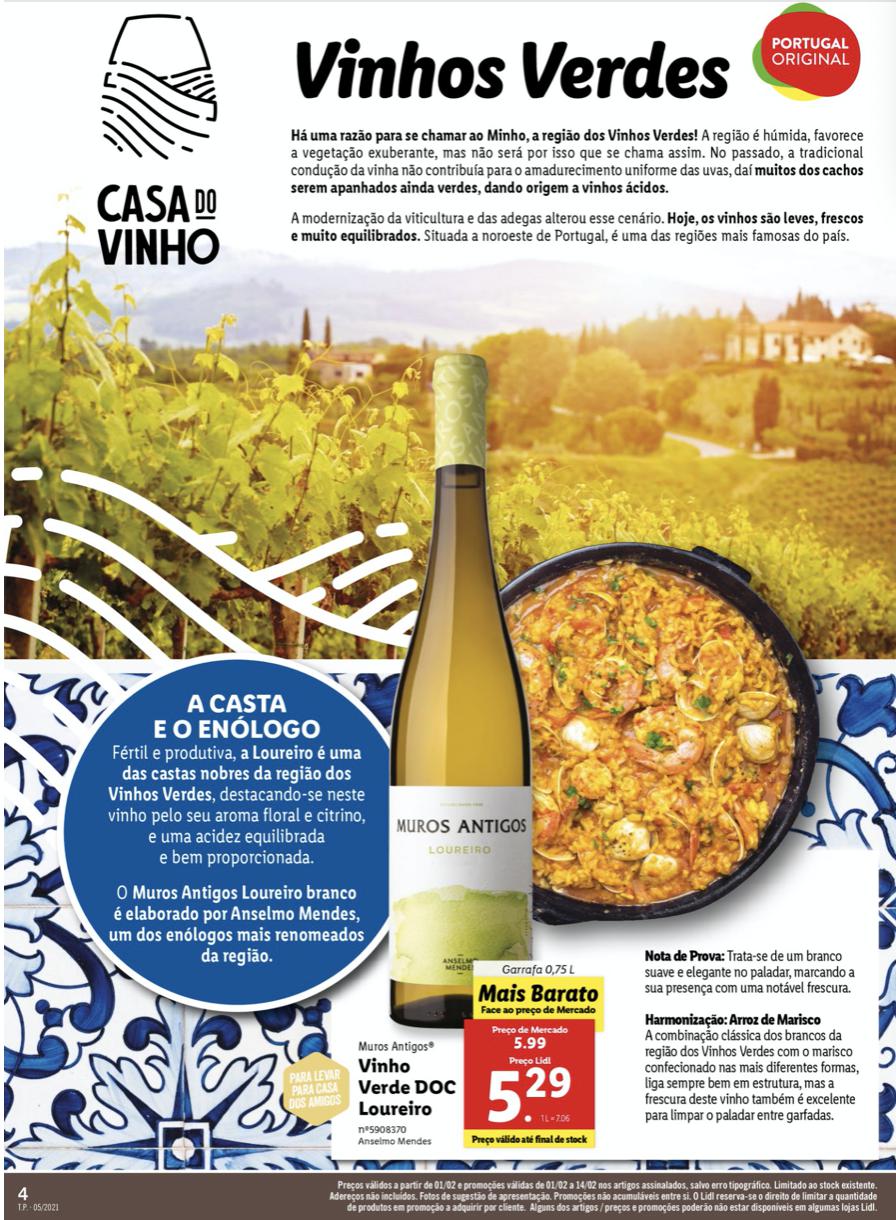 CASA DO
VINHO
Vinhos Verdes
PORTUGAL
ORIGINAL
Há uma razão para se chamar ao Minho, a região dos Vinhos Verdes! A região é húmida, favorece
a vegetação exuberante, mas não será por isso que se chama assim. No passado, a tradicional
condução da vinha não contribuía para o amadurecimento uniforme das uvas, daí muitos dos cachos
serem apanhados ainda verdes, dando origem a vinhos ácidos.
A modernização da viticultura e das adegas alterou esse cenário. Hoje, os vinhos são leves, frescos
e muito equilibrados. Situada a noroeste de Portugal, é uma das regiões mais famosas do país.
A CASTA
E O ENÓLOGO
Fértil e produtiva, a Loureiro é uma
das castas nobres da região dos
Vinhos Verdes, destacando-se neste
vinho pelo seu aroma floral e citrino,
e uma acidez equilibrada
e bem proporcionada.
O Muros Antigos Loureiro branco
é elaborado por Anselmo Mendes,
um dos enólogos mais renomeados
da região.
MUROS ANTIGOS
LOUREIRO
ANSELMO
MENDES
Garrafa 0,75 L
Mais Barato
Face ao preço de Mercado
Preço de Mercado
5.99
Preço Lidl
5.29
1 L = 7.06
Preço válido até final de stock
PARA LEVAR
PARA CASA
DOS AMIGOS
Muros Antigos®
Vinho
Verde DOC
Loureiro
nº5908370
Anselmo Mendes
Nota de Prova: Trata-se de um branco
suave e elegante no paladar, marcando a
sua presença com uma notável frescura.
Harmonização: Arroz de Marisco
A combinação clássica dos brancos da
região dos Vinhos Verdes com o marisco
confecionado nas mais diferentes formas,
liga sempre bem em estrutura, mas a
frescura deste vinho também é excelente
para limpar o paladar entre garfadas.
4
T.P. · 05/2021
Preços válidos a partir de 01/02 e promoções válidas de 01/02 a 14/02 nos artigos assinalados, salvo erro tipográfico. Limitado ao stock existente.
Adereços não incluídos. Fotos de sugestão de apresentação. Promoções não acumuláveis entre si. O Lidl reserva-se o direito de limitar a quantidade
de produtos em promoção a adquirir por cliente. Alguns dos artigos / preços e promoções poderão não estar disponíveis em algumas lojas Lidl.